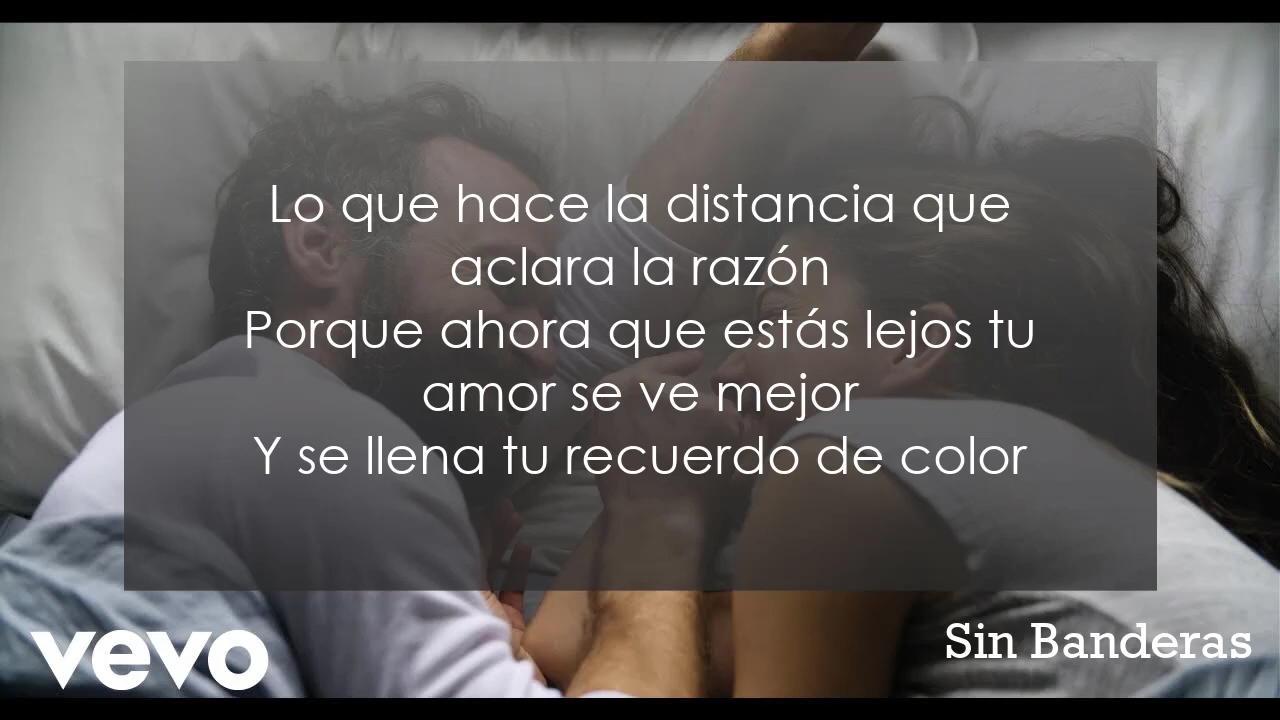 Lo que hace la distancia que
aclara la razón
Porque ahora que estás lejos tu
amor se ve mejor
Y se llena tu recuerdo de color
vevo
Sin Banderas